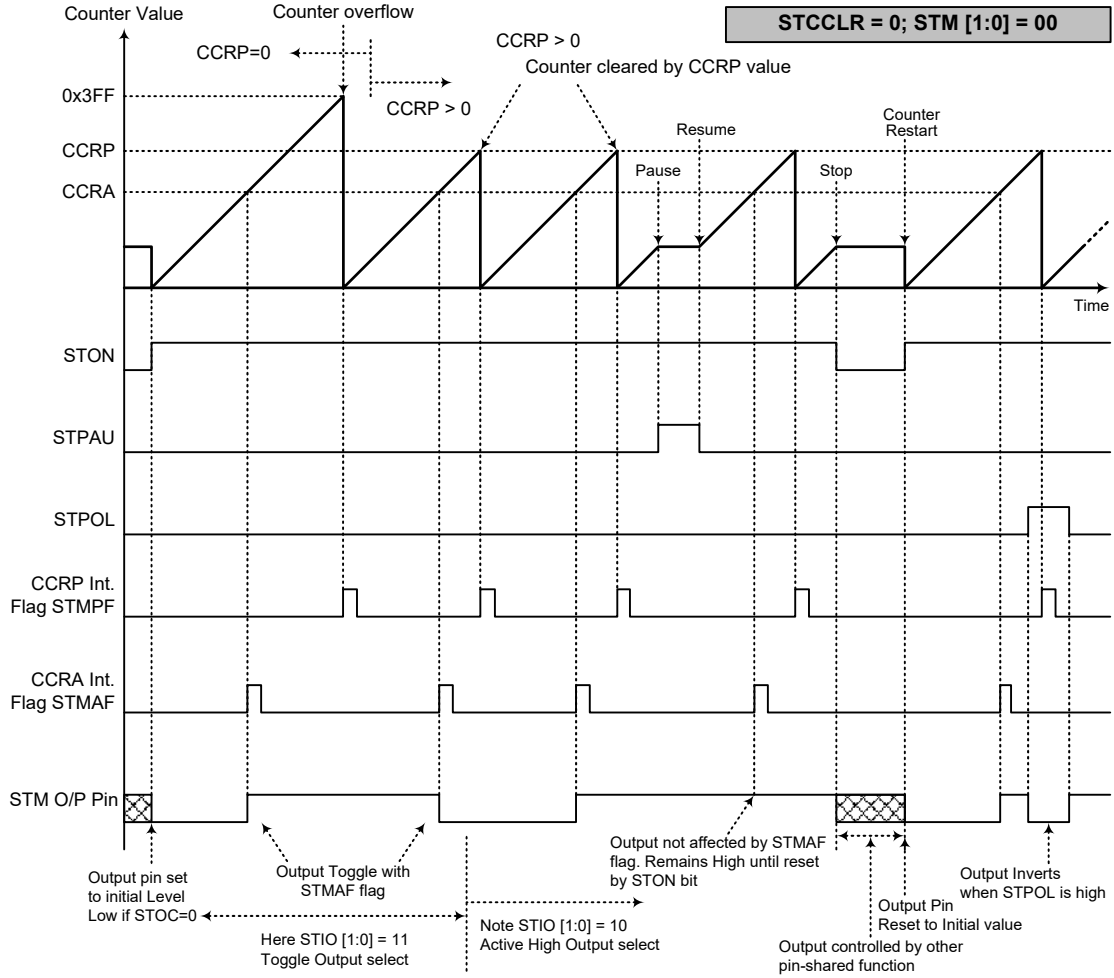 Counter Value
Counter overflow
STCCLR = 0; STM [1:0] = 00
CCRP=0
CCRP > 0
CCRP > 0
Counter cleared by CCRP value
0x3FF
CCRP
CCRA
Pause
Resume
Stop
Counter
Restart
Time
STON
STPAU
STPOL
CCRP Int.
Flag STMPF
CCRA Int.
Flag STMAF
STM O/P Pin
Output pin set
to initial Level
Low if STOC=0
Output Toggle with
STMAF flag
Here STIO [1:0] = 11
Toggle Output select
Output not affected by STMAF
flag. Remains High until reset
by STON bit
Note STIO [1:0] = 10
Active High Output select
Output Pin
Reset to Initial value
Output controlled by other
pin-shared function
Output Inverts
when STPOL is high